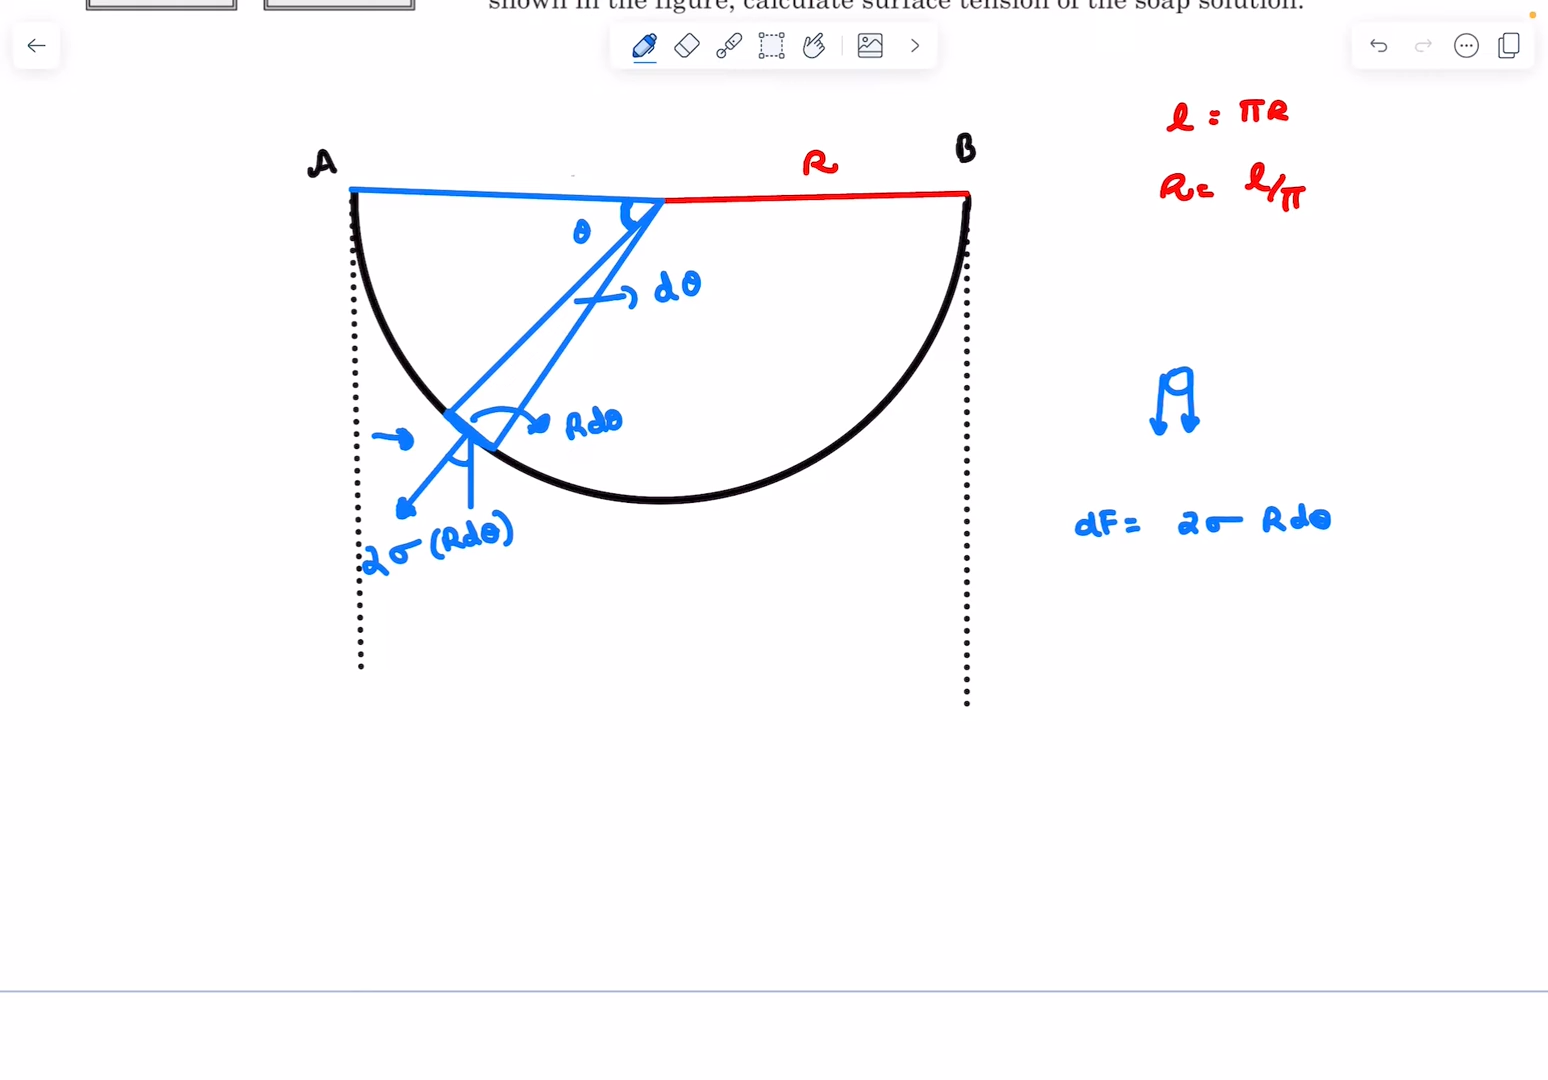 shown in the figure, calculate surface tension of the soap solution.
l = πR
A
R
B
R = l/π
θ
dθ
Rdθ
2σ(Rdθ)
dF = 2σ Rdθ